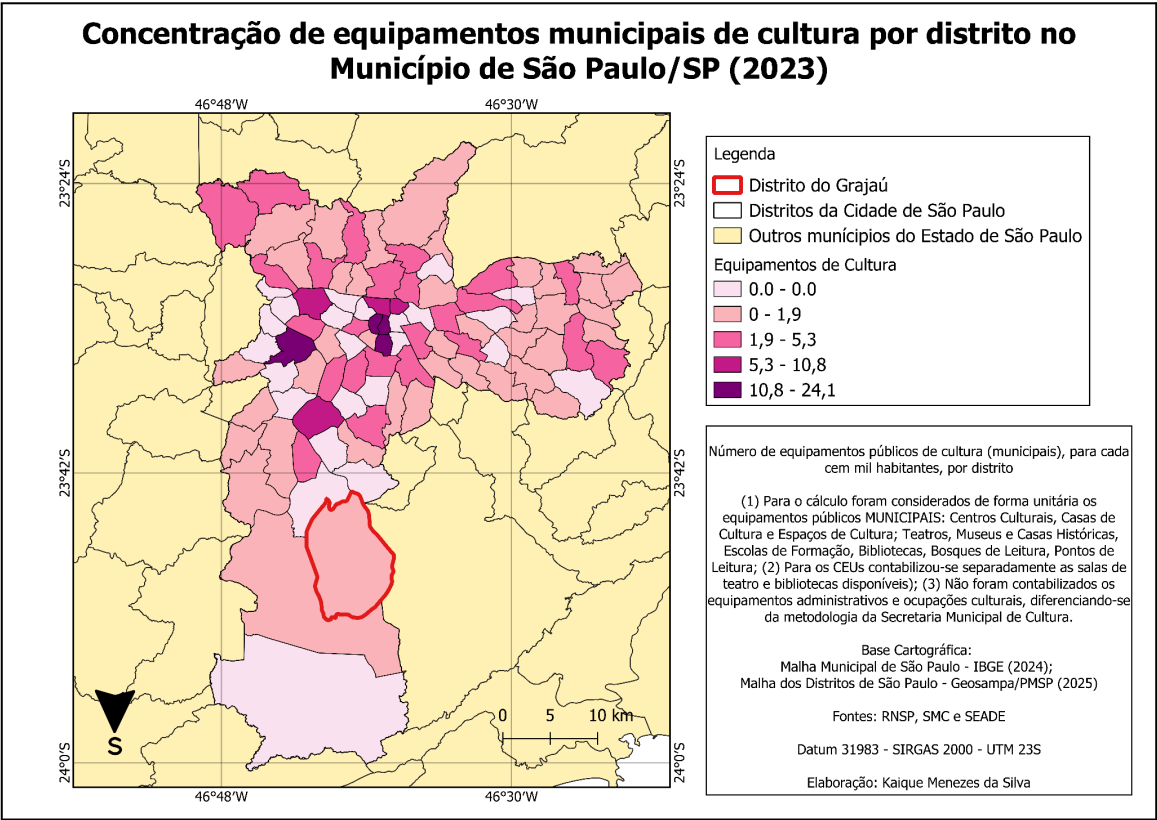 Concentração de equipamentos municipais de cultura por distrito no
Município de São Paulo/SP (2023)
46°48'W
46°30'W
23°24'S
23°24'S
23°42'S
23°42'S
24°0'S
24°0'S
46°48'W
46°30'W
S
0 5 10 km
Legenda
Distrito do Grajaú
Distritos da Cidade de São Paulo
Outros munícipios do Estado de São Paulo
Equipamentos de Cultura
0.0 - 0.0
0 - 1,9
1,9 - 5,3
5,3 - 10,8
10,8 - 24,1
Número de equipamentos públicos de cultura (municipais), para cada
cem mil habitantes, por distrito
(1) Para o cálculo foram considerados de forma unitária os
equipamentos públicos MUNICIPAIS: Centros Culturais, Casas de
Cultura e Espaços de Cultura; Teatros, Museus e Casas Históricas,
Escolas de Formação, Bibliotecas, Bosques de Leitura, Pontos de
Leitura; (2) Para os CEUs contabilizou-se separadamente as salas de
teatro e bibliotecas disponíveis); (3) Não foram contabilizados os
equipamentos administrativos e ocupações culturais, diferenciando-se
da metodologia da Secretaria Municipal de Cultura.
Base Cartográfica:
Malha Municipal de São Paulo - IBGE (2024);
Malha dos Distritos de São Paulo - Geosampa/PMSP (2025)
Fontes: RNSP, SMC e SEADE
Datum 31983 - SIRGAS 2000 - UTM 23S
Elaboração: Kaique Menezes da Silva